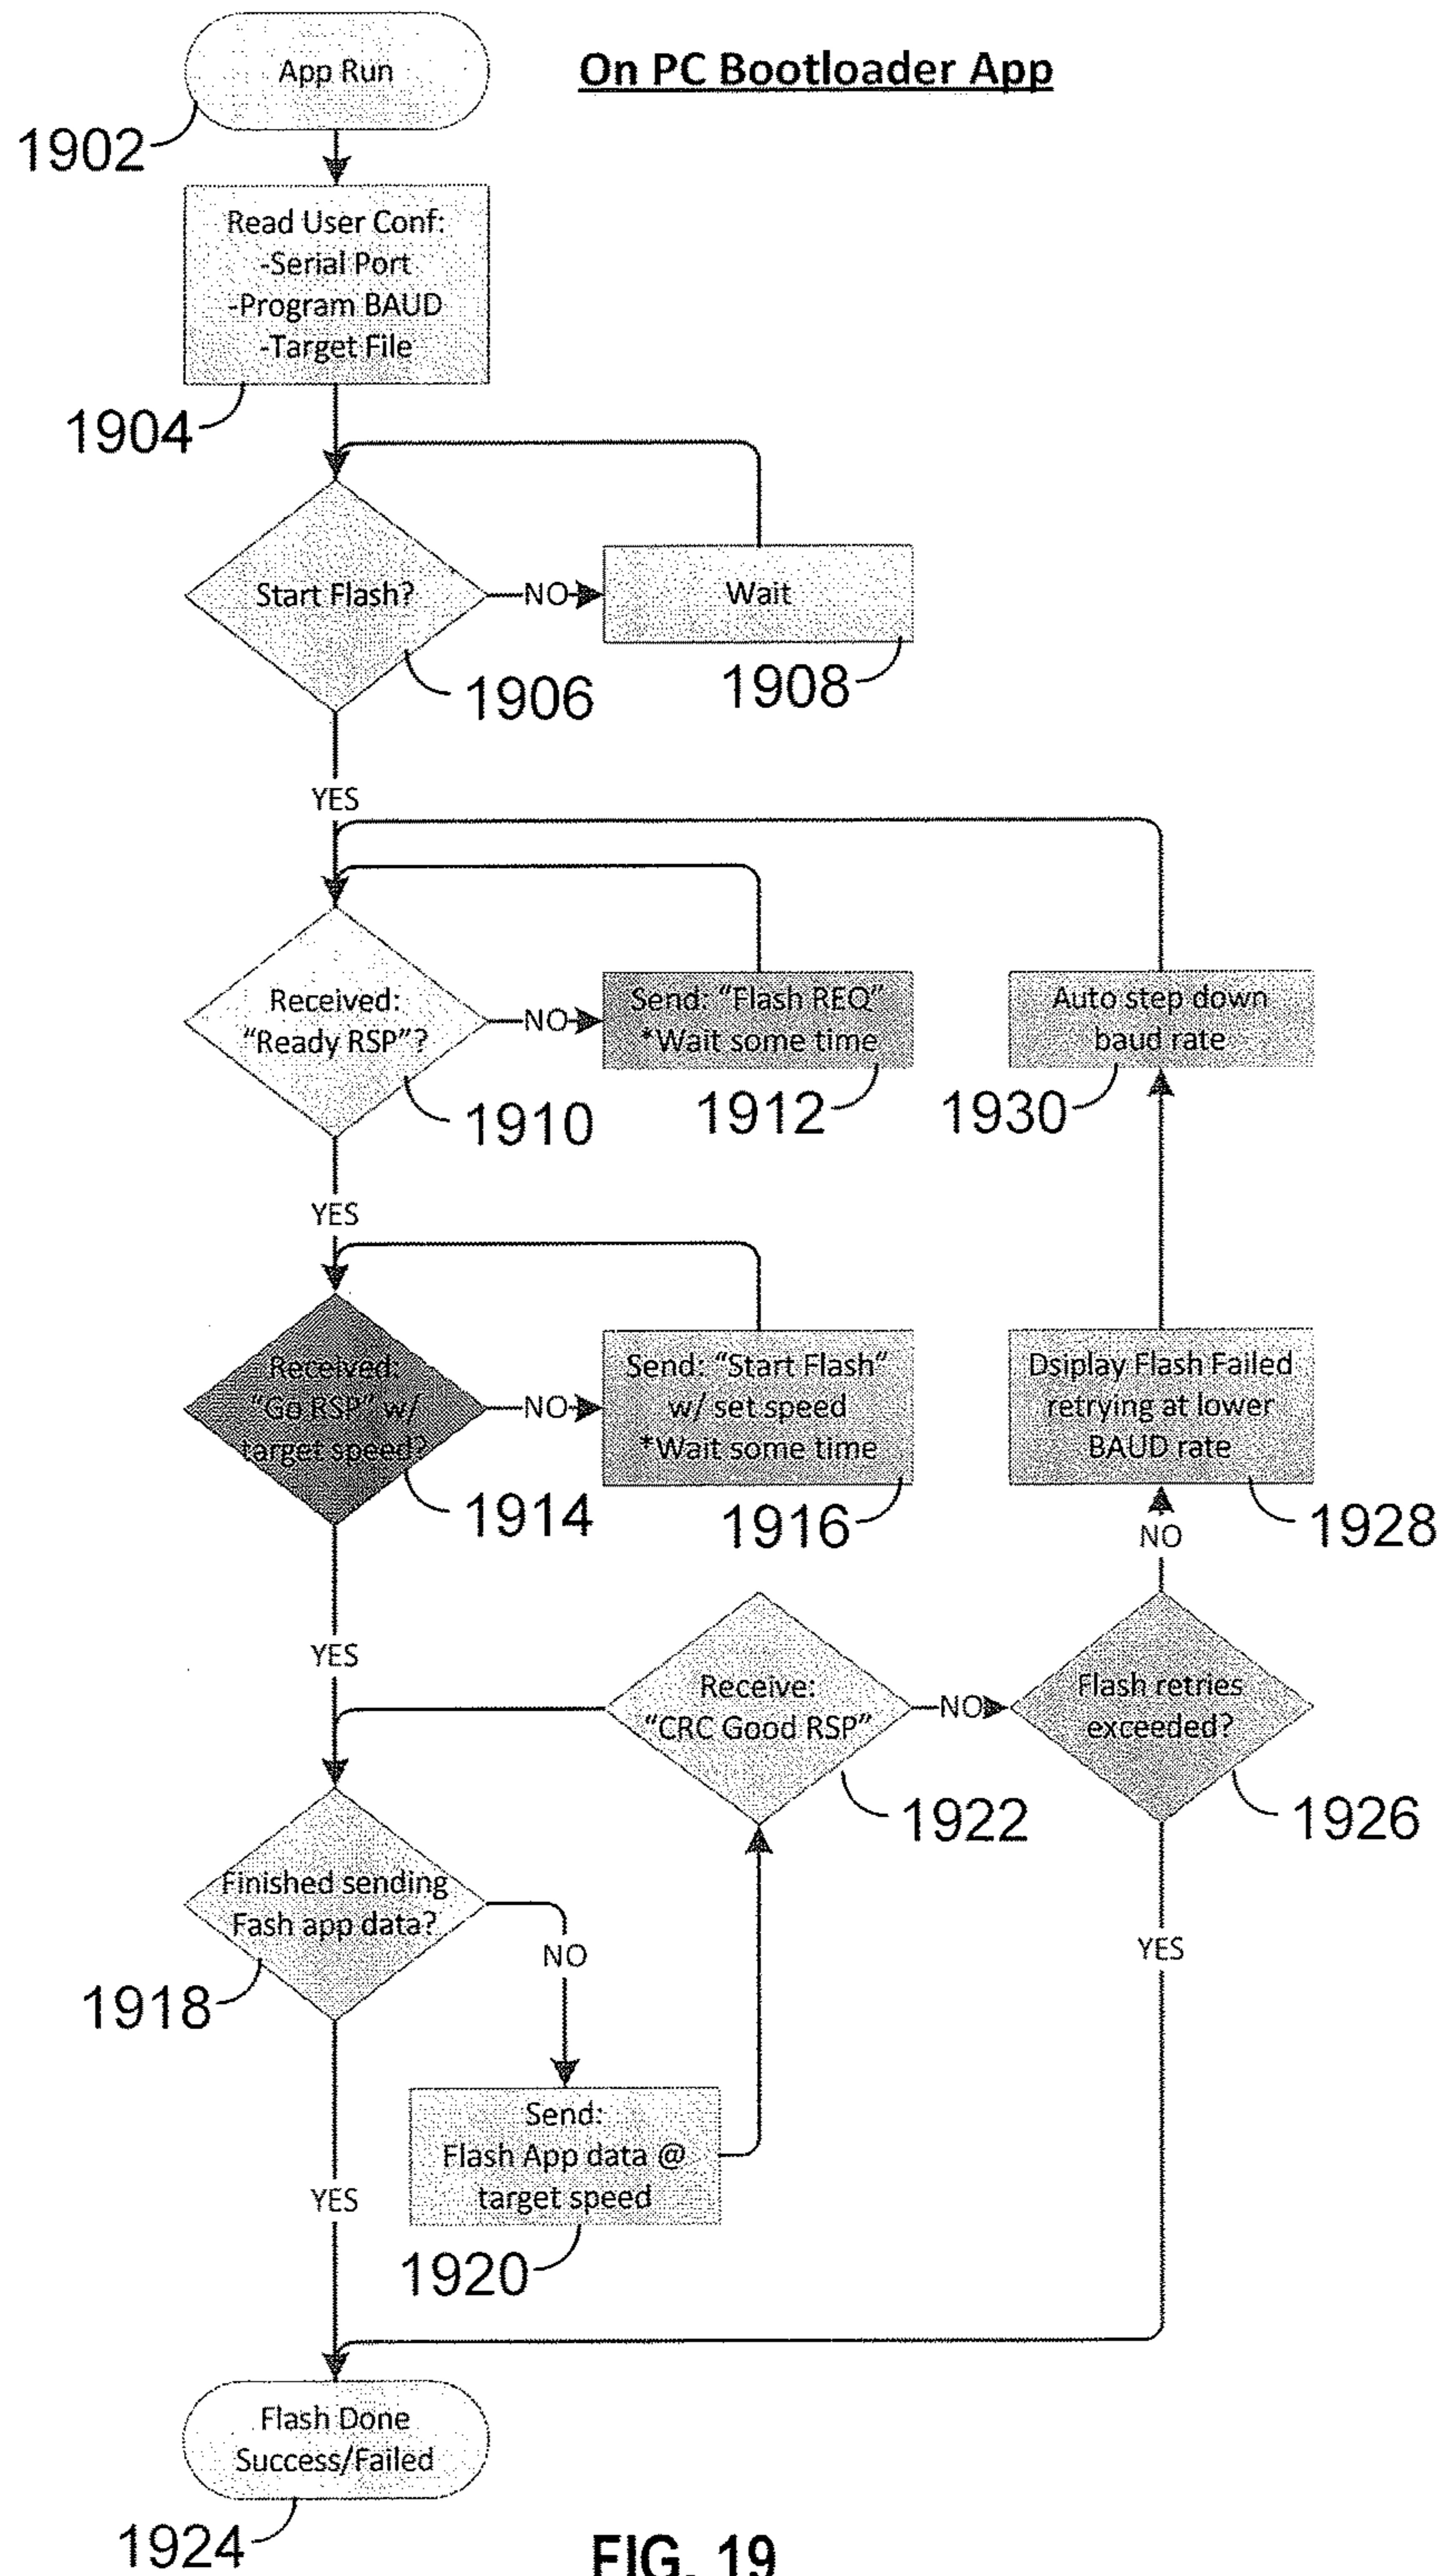 App Run
On PC Bootloader App
1902
Read User Conf:
-Serial Port
-Program BAUD
-Target File
1904
Start Flash?
NO
Wait
1906
1908
YES
Received:
“Ready RSP”?
NO
Send: “Flash REQ”
*Wait some time
Auto step down
baud rate
1910
1912
1930
YES
Received:
“Go RSP” w/
target speed?
NO
Send: “Start Flash”
w/ set speed
*Wait some time
Dsiplay Flash Failed
retrying at lower
BAUD rate
1914
1916
1928
NO
YES
Receive:
“CRC Good RSP”
NO
Flash retries
exceeded?
1922
1926
Finished sending
Fash app data?
NO
YES
1918
Send:
Flash App data @
target speed
YES
1920
Flash Done
Success/Failed
1924
FIG. 19